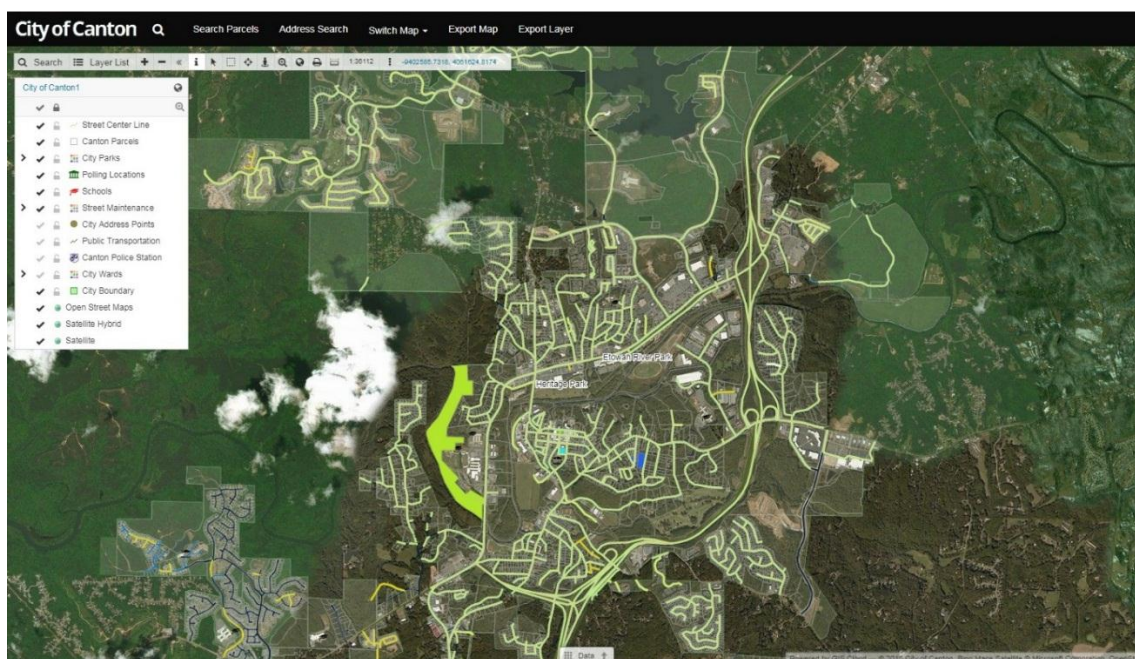 City of Canton Search Parcels Address Search Switch Map Export Map Export Layer
Search Layer List 1:36112
City of Canton1
Street Center Line
Canton Parcels
City Parks
Polling Locations
Schools
Street Maintenance
City Address Points
Public Transportation
Canton Police Station
City Wards
City Boundary
Open Street Maps
Satellite Hybrid
Satellite
Etowah River Park
Heritage Park
Data